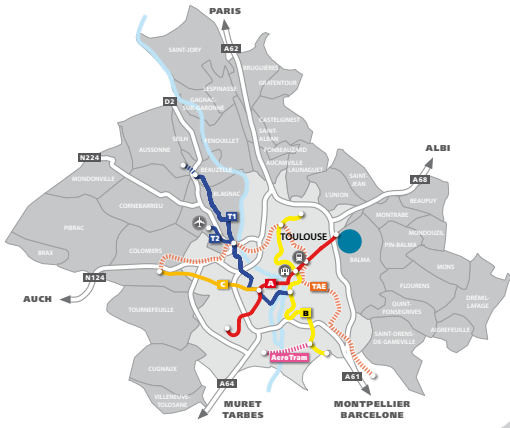 PARIS
SAINT-JORY
A62
BRUGUIÈRES
LESPINASSE
GRATENTOUR
D2
GAGNAC-
SUR-GARONNE
CASTELGINEST
SAINT-
ALBAN
SEILH
FENOUILLET
FONBEAUZARD
AUSSONNE
AUCAMVILLE
LAUNAGUET
ALBI
N224
BEAUZELLE
SAINT-
JEAN
A68
MONDONVILLE
BLAGNAC
L'UNION
BEAUPUY
CORNEBARRIEU
T1
MONTRABE
PIBRAC
TOULOUSE
MONDOUZIL
T2
PIN-BALMA
BRAX
COLOMIERS
BALMA
MONS
N124
C
A
TAE
FLOURENS
AUCH
DRÉMIL-
LAFAGE
TOURNEFEUILLE
B
QUINT-
FONSEGRIVES
AIGREFEUILLE
SAINT-ORENS
DE-GAMEVILLE
AeroTram
CUGNAUX
A64
A61
VILLENEUVE-
TOLOSANE
MURET
TARBES
MONTPELLIER
BARCELONE